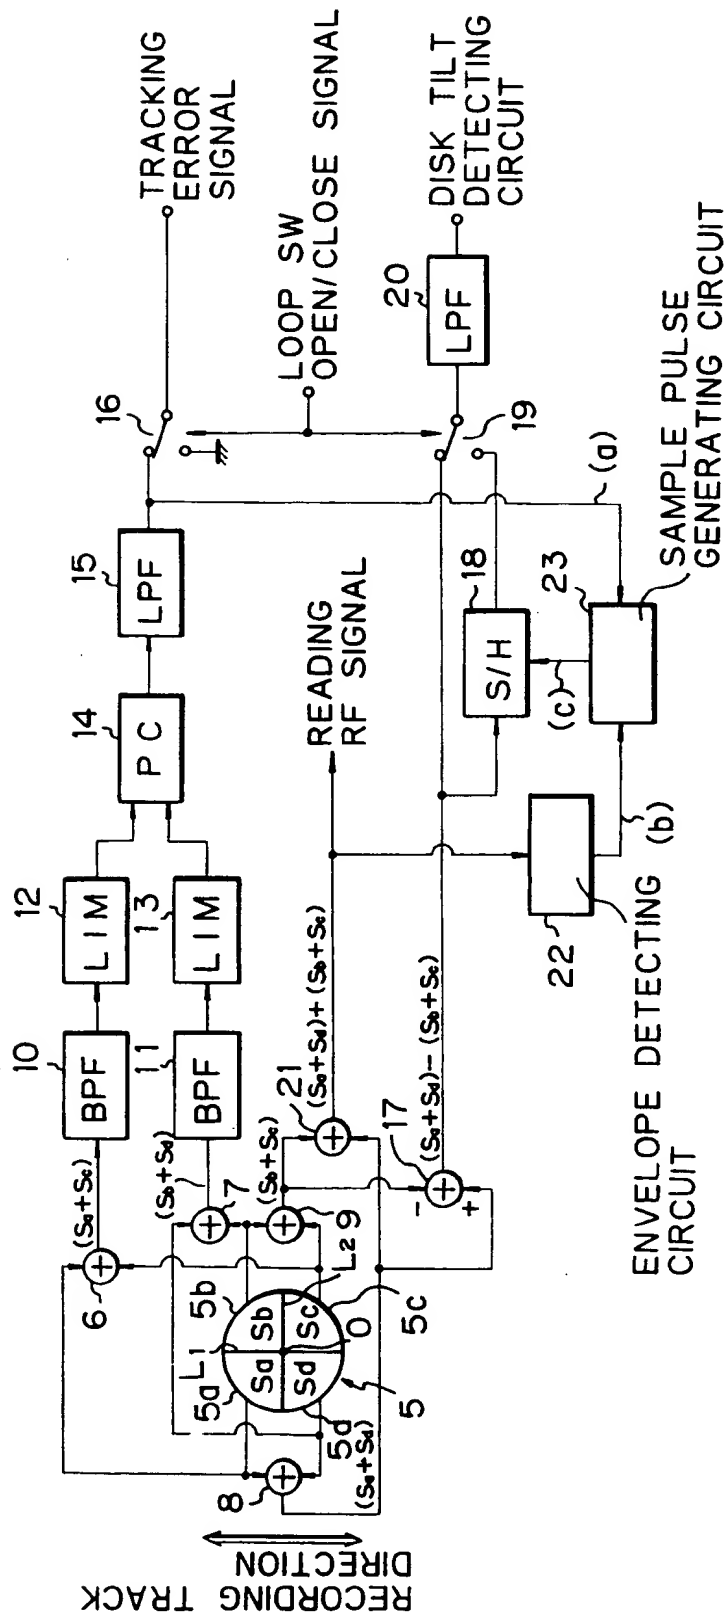 RECORDING TRACK
DIRECTION
8
(Sa+Sd)
5a
L1
5b
Sa
Sb
Sd
Sc
5d
5
O
5c
L2
6
(Sa+Sc)
7
(Sb+Sd)
9
(Sb+Sc)
10
BPF
11
BPF
12
LIM
13
LIM
14
PC
15
LPF
16
TRACKING
ERROR
SIGNAL
LOOP SW
OPEN/CLOSE SIGNAL
21
(Sa+Sd)+(Sb+Sc)
READING
RF SIGNAL
17
-
+
(Sa+Sd)-(Sb+Sc)
18
S/H
19
20
LPF
DISK TILT
DETECTING
CIRCUIT
22
ENVELOPE DETECTING
CIRCUIT
(b)
23
(c)
(a)
SAMPLE PULSE
GENERATING CIRCUIT